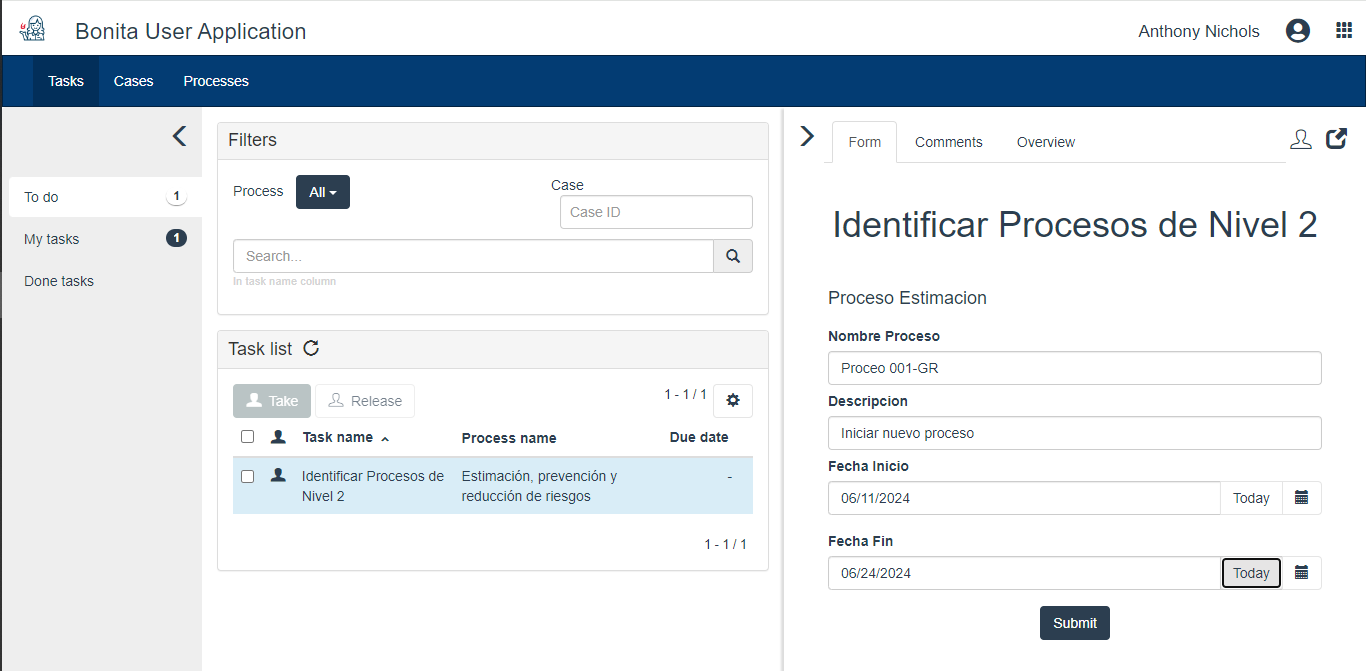 Bonita User Application
Anthony Nichols
Tasks Cases Processes
To do 1
My tasks 1
Done tasks
Filters
Process All
Case
Case ID
Search...
In task name column
Task list
Take Release 1 - 1 / 1
Task name Process name Due date
Identificar Procesos de Estimación, prevención y -
Nivel 2 reducción de riesgos
1 - 1 / 1
Form Comments Overview
Identificar Procesos de Nivel 2
Proceso Estimacion
Nombre Proceso
Proceo 001-GR
Descripcion
Iniciar nuevo proceso
Fecha Inicio
06/11/2024 Today
Fecha Fin
06/24/2024 Today
Submit